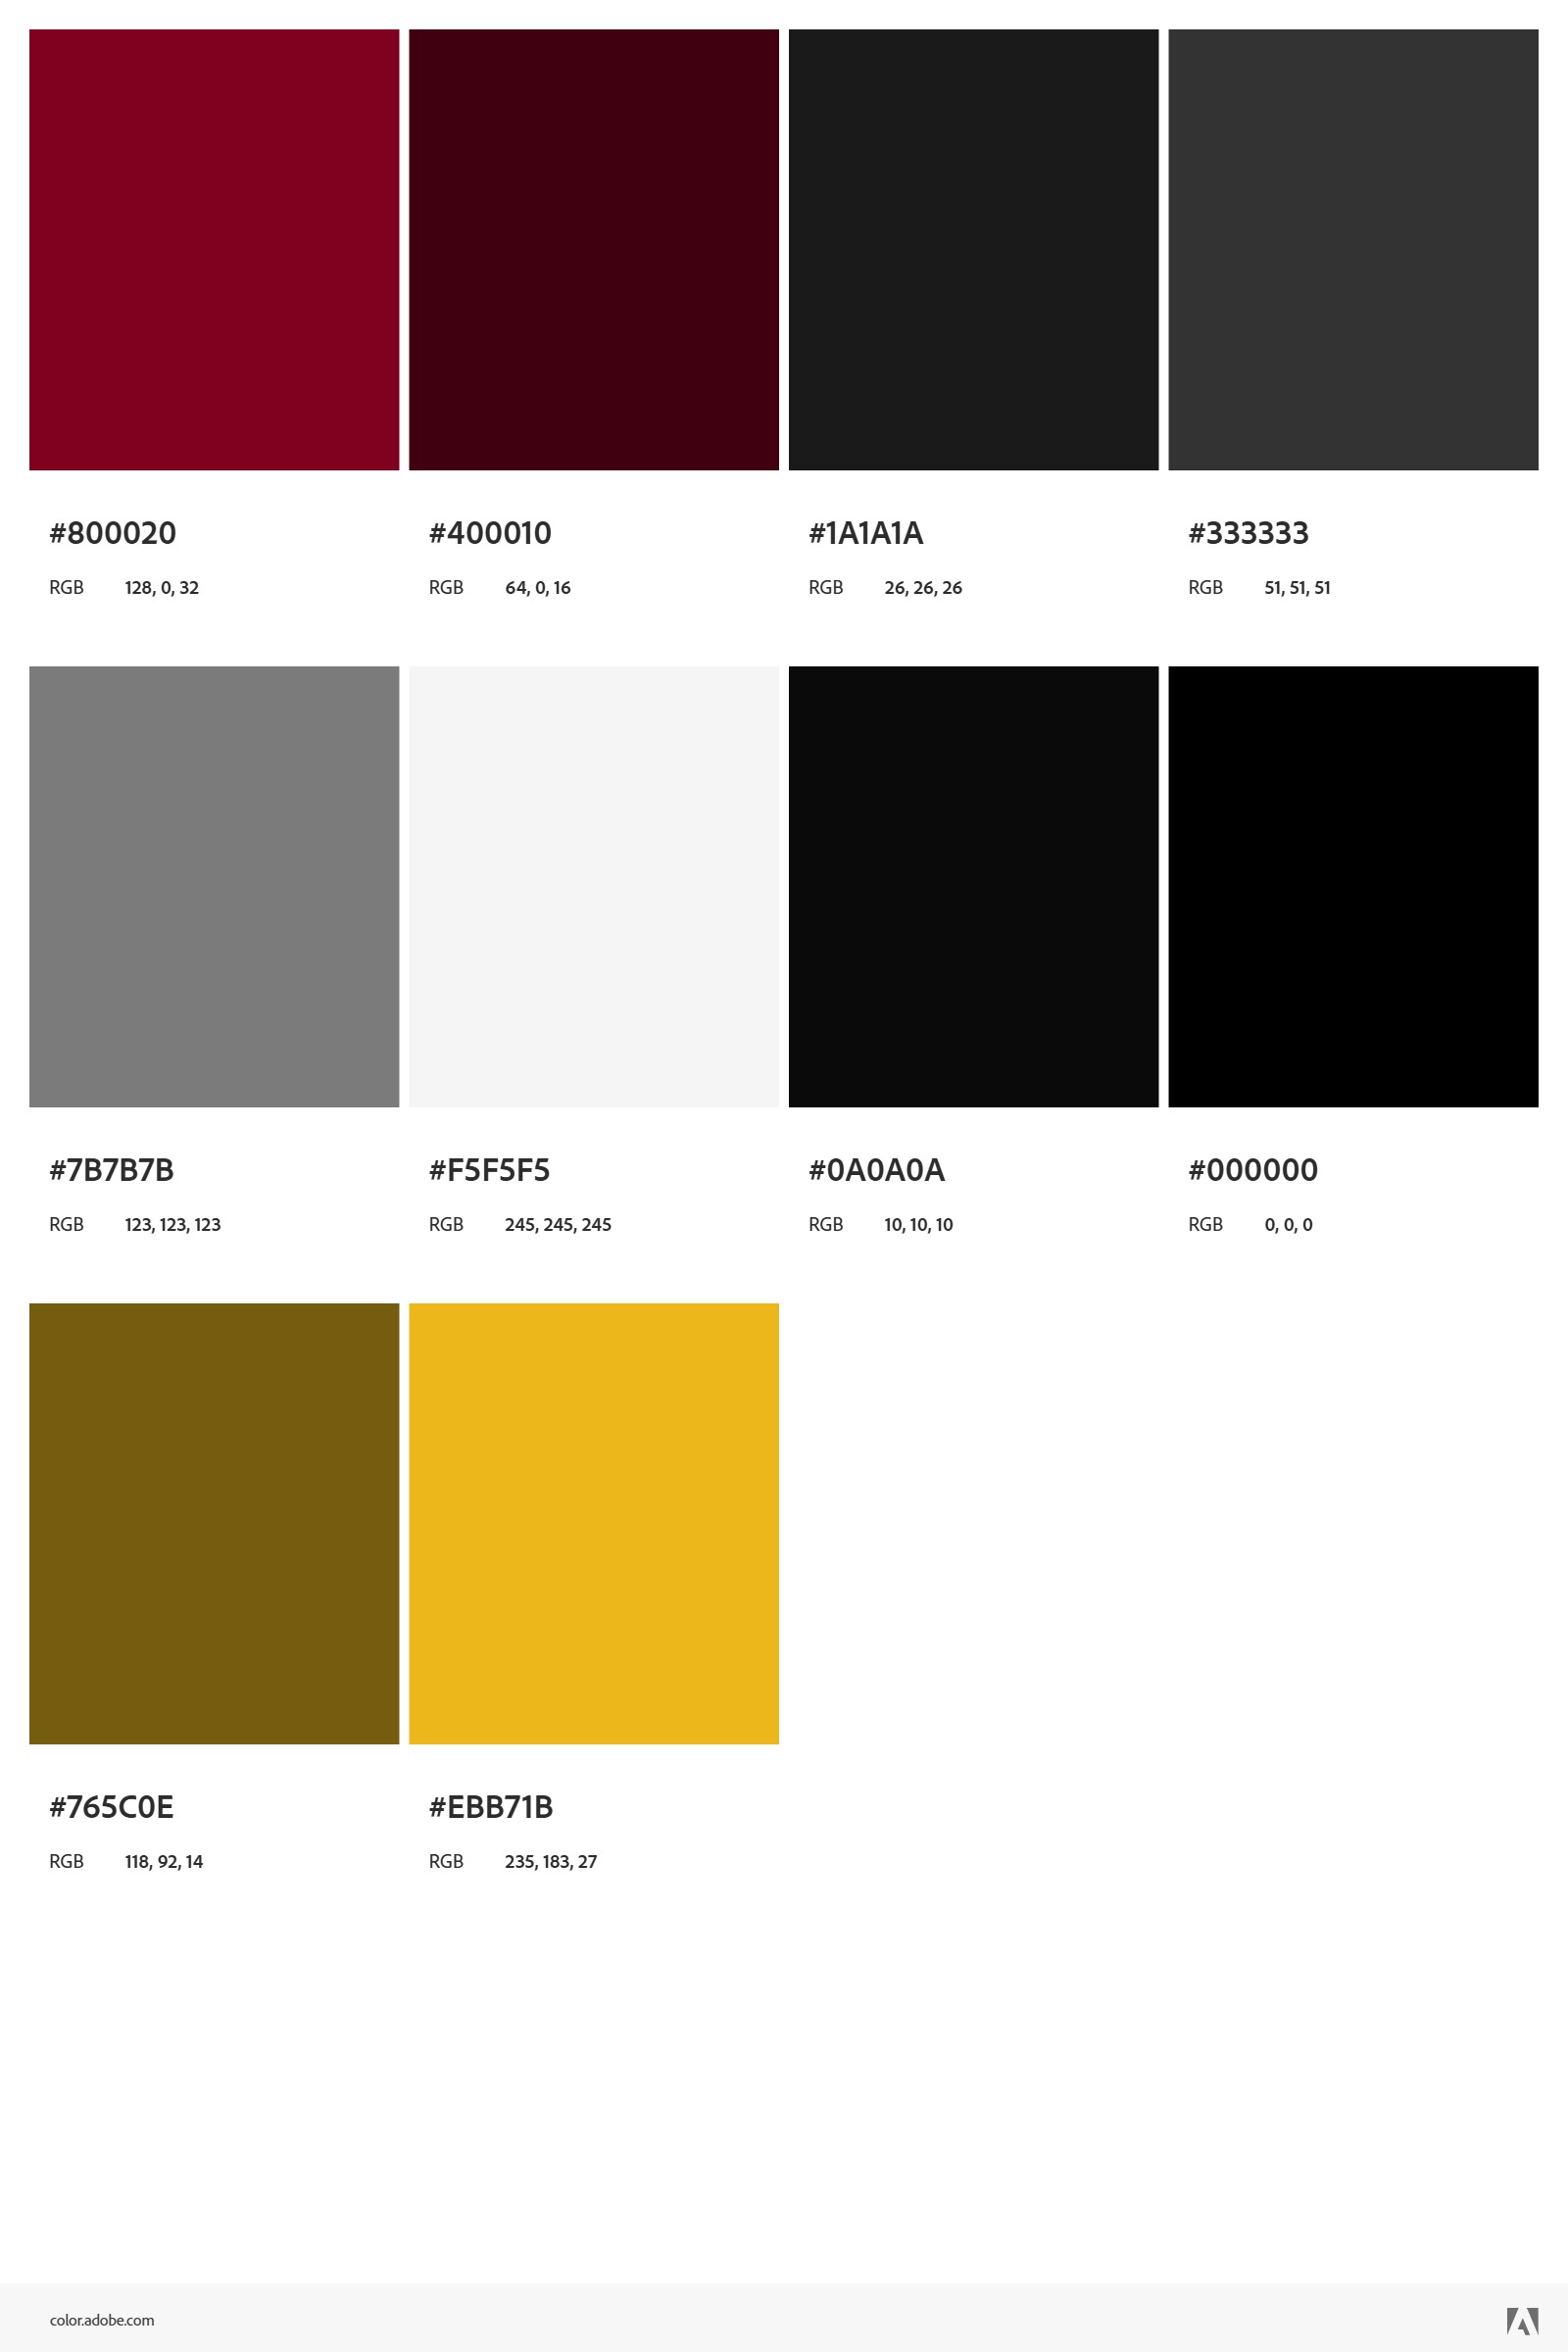 #800020 #400010 #1A1A1A #333333
RGB 128, 0, 32 RGB 64, 0, 16 RGB 26, 26, 26 RGB 51, 51, 51
#7B7B7B #F5F5F5 #0A0A0A #000000
RGB 123, 123, 123 RGB 245, 245, 245 RGB 10, 10, 10 RGB 0, 0, 0
#765C0E #EBB71B
RGB 118, 92, 14 RGB 235, 183, 27
color.adobe.com